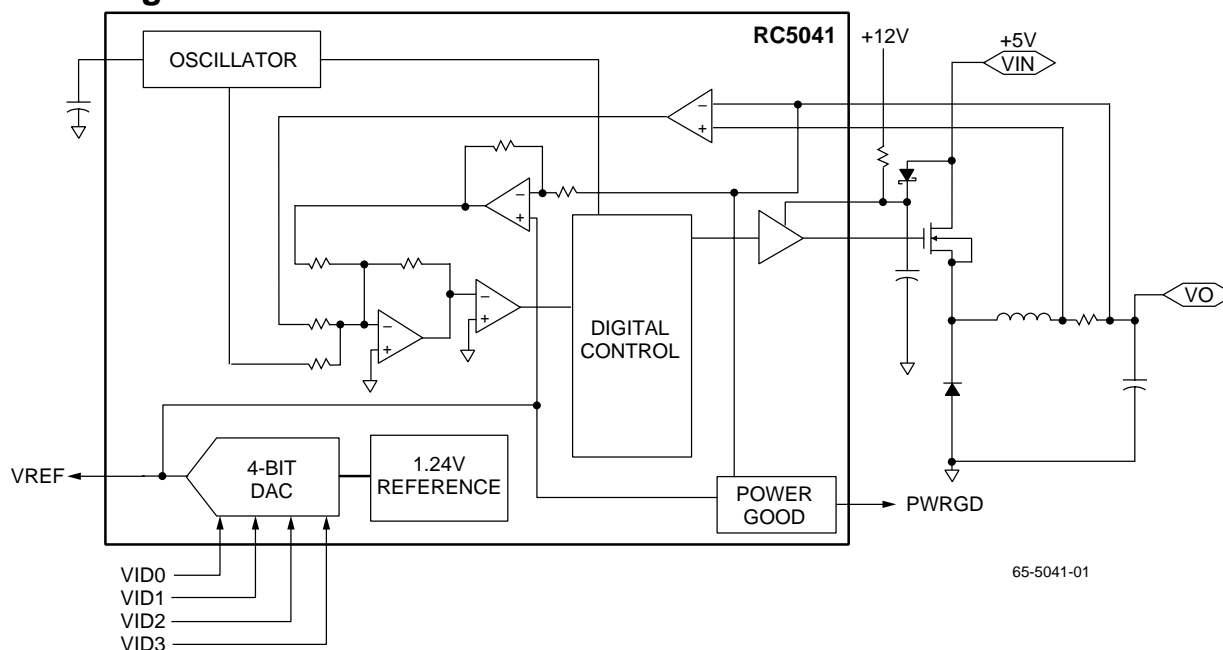 RC5041
+12V
+5V
VIN
OSCILLATOR
DIGITAL
CONTROL
VO
VREF
4-BIT
DAC
1.24V
REFERENCE
POWER
GOOD
PWRGD
VID0
VID1
VID2
VID3
65-5041-01